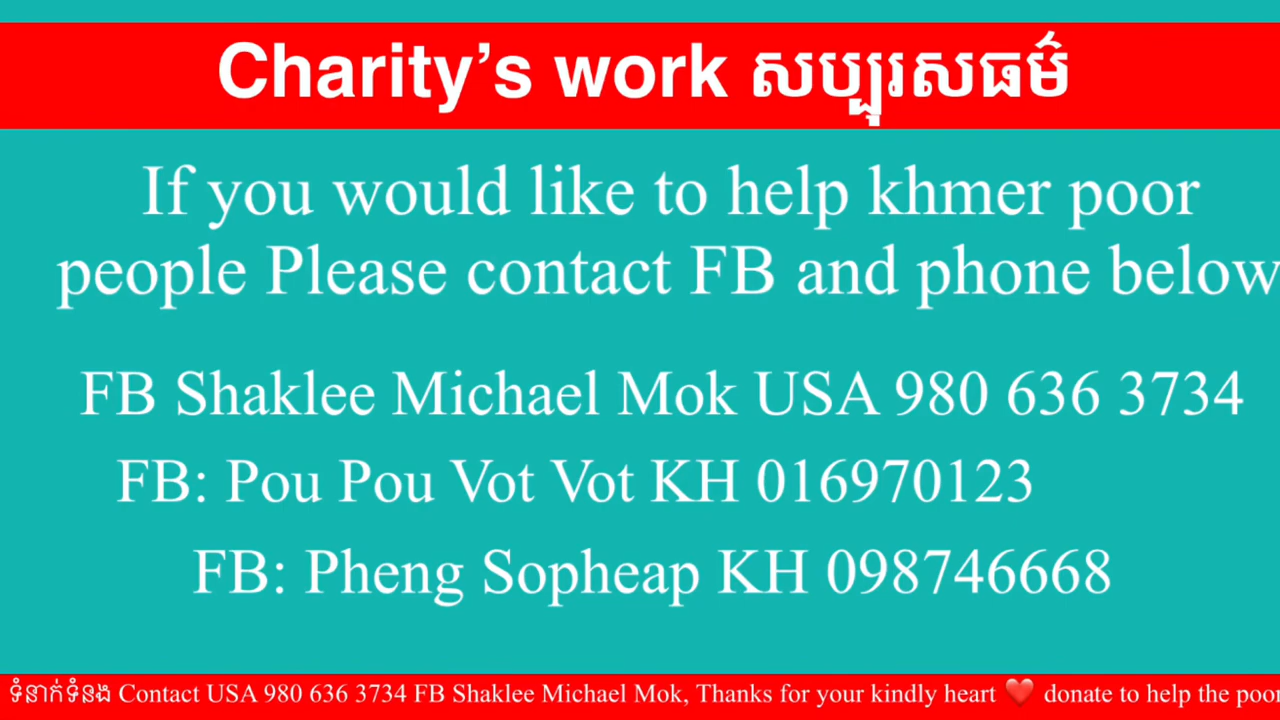 Charity’s work សប្បុរសធម៌
If you would like to help khmer poor
people Please contact FB and phone below
FB Shaklee Michael Mok USA 980 636 3734
FB: Pou Pou Vot Vot KH 016970123
FB: Pheng Sopheap KH 098746668
ទំនាក់ទំនង Contact USA 980 636 3734 FB Shaklee Michael Mok, Thanks for your kindly heart ❤️ donate to help the poor